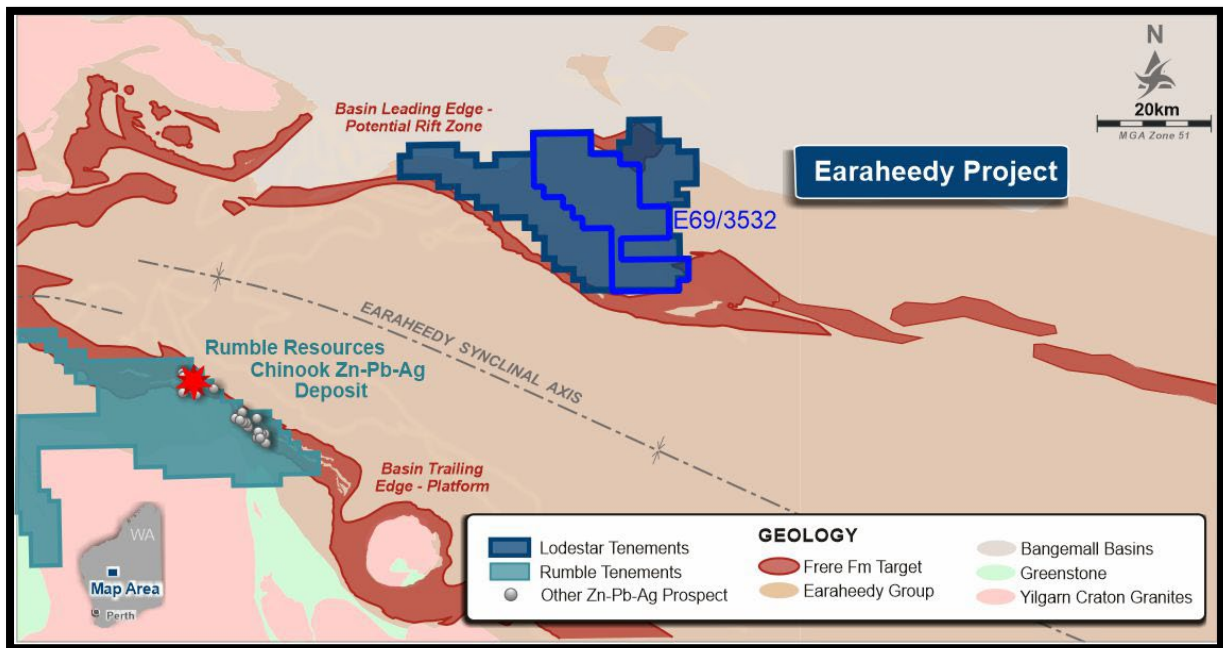 N
20km
MGA Zone 51
Basin Leading Edge -
Potential Rift Zone
Earaheedy Project
E69/3532
EARAHEEDY SYNCLINAL AXIS
Rumble Resources
Chinook Zn-Pb-Ag
Deposit
Basin Trailing
Edge - Platform
WA
Map Area
Perth
Lodestar Tenements
Rumble Tenements
Other Zn-Pb-Ag Prospect
GEOLOGY
Frere Fm Target
Earaheedy Group
Bangemall Basins
Greenstone
Yilgarn Craton Granites